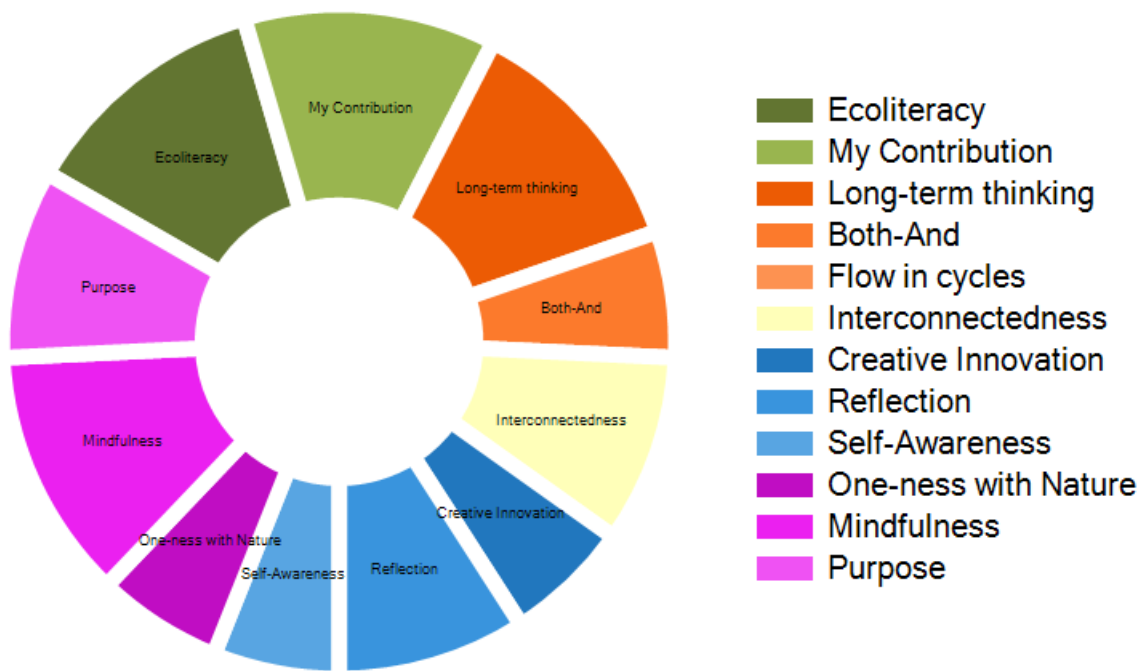 My Contribution
Ecoliteracy
Long-term thinking
Purpose
Both-And
Mindfulness
Interconnectedness
Creative Innovation
One-ness with Nature
Self-Awareness
Reflection
Ecoliteracy
My Contribution
Long-term thinking
Both-And
Flow in cycles
Interconnectedness
Creative Innovation
Reflection
Self-Awareness
One-ness with Nature
Mindfulness
Purpose